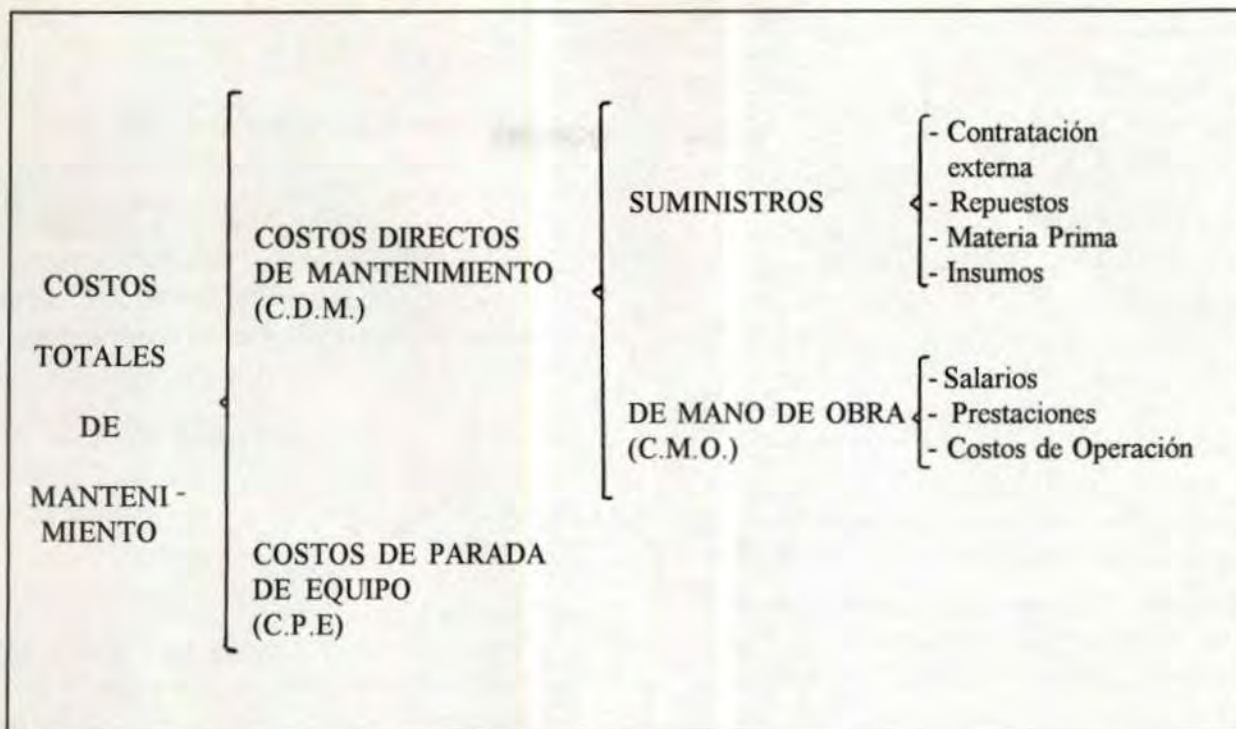 COSTOS
TOTALES
DE
MANTENI-
MIENTO
COSTOS DIRECTOS
DE MANTENIMIENTO
(C.D.M.)
SUMINISTROS
- Contratación
externa
- Repuestos
- Materia Prima
- Insumos
DE MANO DE OBRA
(C.M.O.)
- Salarios
- Prestaciones
- Costos de Operación
COSTOS DE PARADA
DE EQUIPO
(C.P.E)